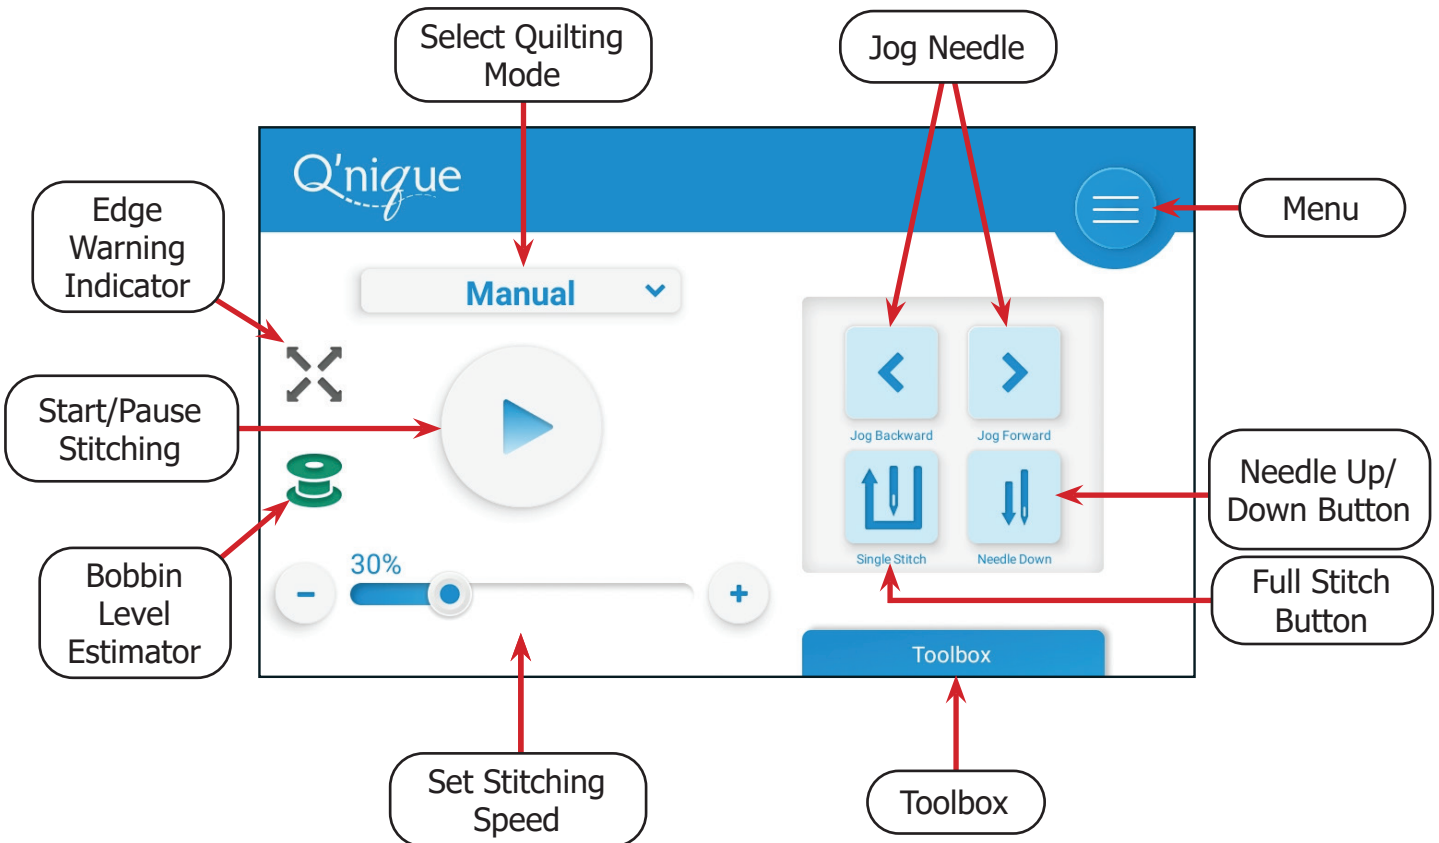 Select Quilting
Mode
Jog Needle
Q'nique
Menu
Edge
Warning
Indicator
Manual
Start/Pause
Stitching
Jog Backward
Jog Forward
Needle Up/
Down Button
30%
Single Stitch
Needle Down
Bobbin
Level
Estimator
Full Stitch
Button
Toolbox
Set Stitching
Speed
Toolbox